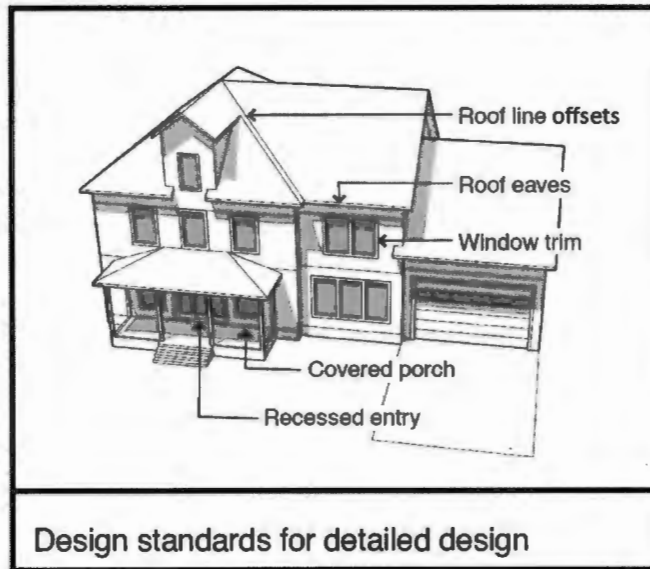 Roof line offsets
Roof eaves
Window trim
Covered porch
Recessed entry
Design standards for detailed design